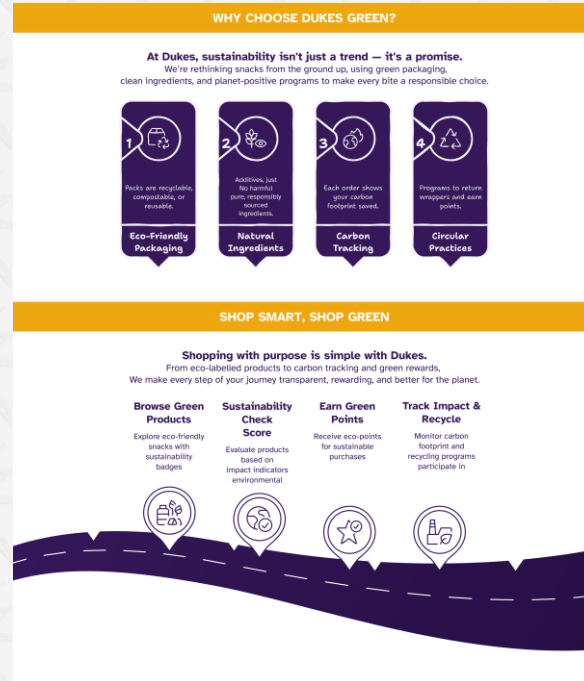 WHY CHOOSE DUKES GREEN?
At Dukes, sustainability isn't just a trend — it's a promise.
We're rethinking snacks from the ground up, using green packaging,
clean ingredients, and planet-positive programs to make every bite a responsible choice.
1
Packs are recyclable,
compostable, or
reusable.
Eco-Friendly
Packaging
2
Additives, just
No harmful
pure, responsibly
sourced
ingredients.
Natural
Ingredients
3
Each order shows
your carbon
footprint saved.
Carbon
Tracking
4
Programs to return
wrappers and earn
points.
Circular
Practices
SHOP SMART, SHOP GREEN
Shopping with purpose is simple with Dukes.
From eco-labelled products to carbon tracking and green rewards,
We make every step of your journey transparent, rewarding, and better for the planet.
Browse Green
Products
Explore eco-friendly
snacks with
sustainability
badges
Sustainability
Check
Score
Evaluate products
based on
impact indicators
environmental
Earn Green
Points
Receive eco-points
for sustainable
purchases
Track Impact &
Recycle
Monitor carbon
footprint and
recycling programs
participate in